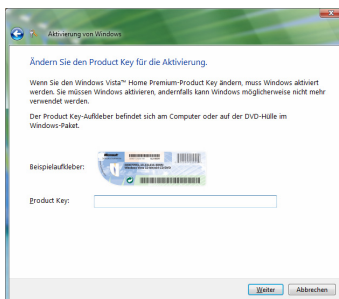 Aktivierung von Windows
Ändern Sie den Product Key für die Aktivierung.
Wenn Sie den Windows Vista™ Home Premium-Product Key ändern, muss Windows aktiviert
werden. Sie müssen Windows aktivieren, andernfalls kann Windows möglicherweise nicht mehr
verwendet werden.
Der Product Key-Aufkleber befindet sich am Computer oder auf der DVD-Hülle im
Windows-Paket.
Beispielaufkleber:
Product Key:
Weiter
Abbrechen